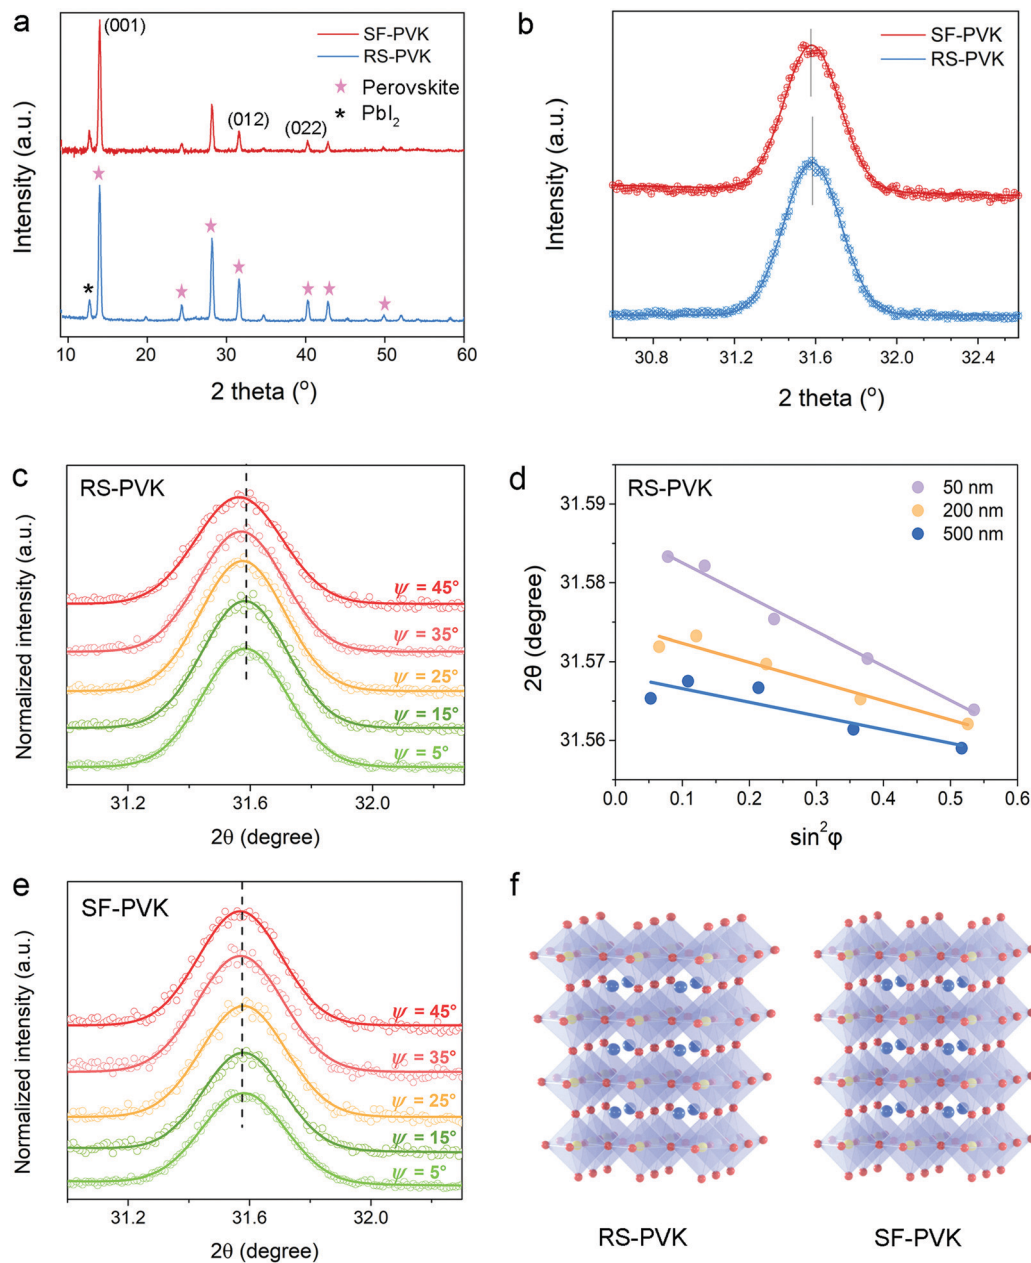 a
(001)
SF-PVK
RS-PVK
Perovskite
* PbI₂
(012)
(022)
*
Intensity (a.u.)
10 20 30 40 50 60
2 theta (°)
b
SF-PVK
RS-PVK
Intensity (a.u.)
30.8 31.2 31.6 32.0 32.4
2 theta (°)
c
RS-PVK
ψ = 45°
ψ = 35°
ψ = 25°
ψ = 15°
ψ = 5°
Normalized intensity (a.u.)
31.2 31.6 32.0
2θ (degree)
d
RS-PVK
50 nm
200 nm
500 nm
31.59
31.58
31.57
31.56
2θ (degree)
0.0 0.1 0.2 0.3 0.4 0.5 0.6
sin²φ
e
SF-PVK
ψ = 45°
ψ = 35°
ψ = 25°
ψ = 15°
ψ = 5°
Normalized intensity (a.u.)
31.2 31.6 32.0
2θ (degree)
f
RS-PVK
SF-PVK